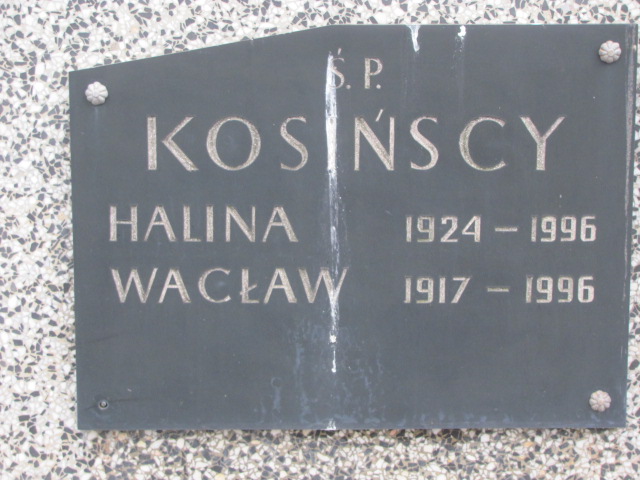 Ś. P.
KOSIŃSCY
HALINA 1924 – 1996
WACŁAW 1917 – 1996